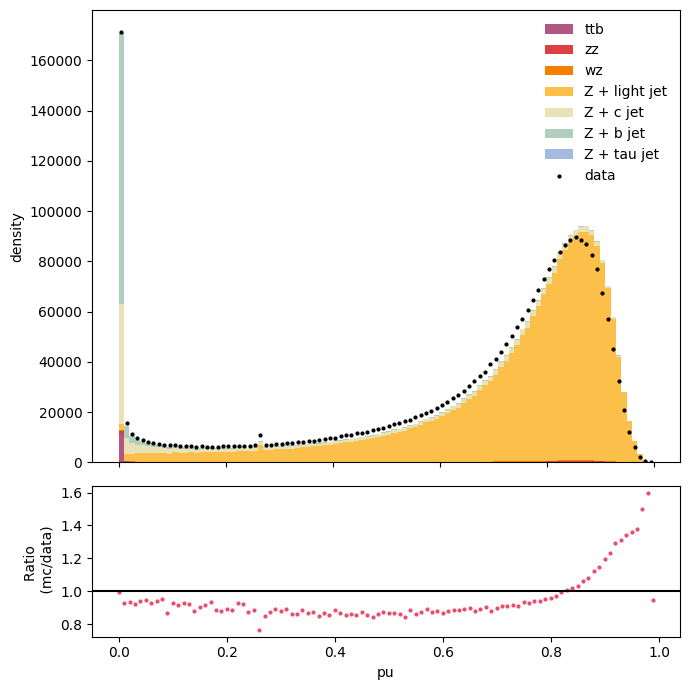 160000
140000
120000
100000
80000
60000
40000
20000
0
density
ttb
zz
wz
Z + light jet
Z + c jet
Z + b jet
Z + tau jet
data
1.6
1.4
1.2
1.0
0.8
Ratio
(mc/data)
0.0
0.2
0.4
0.6
0.8
1.0
pu